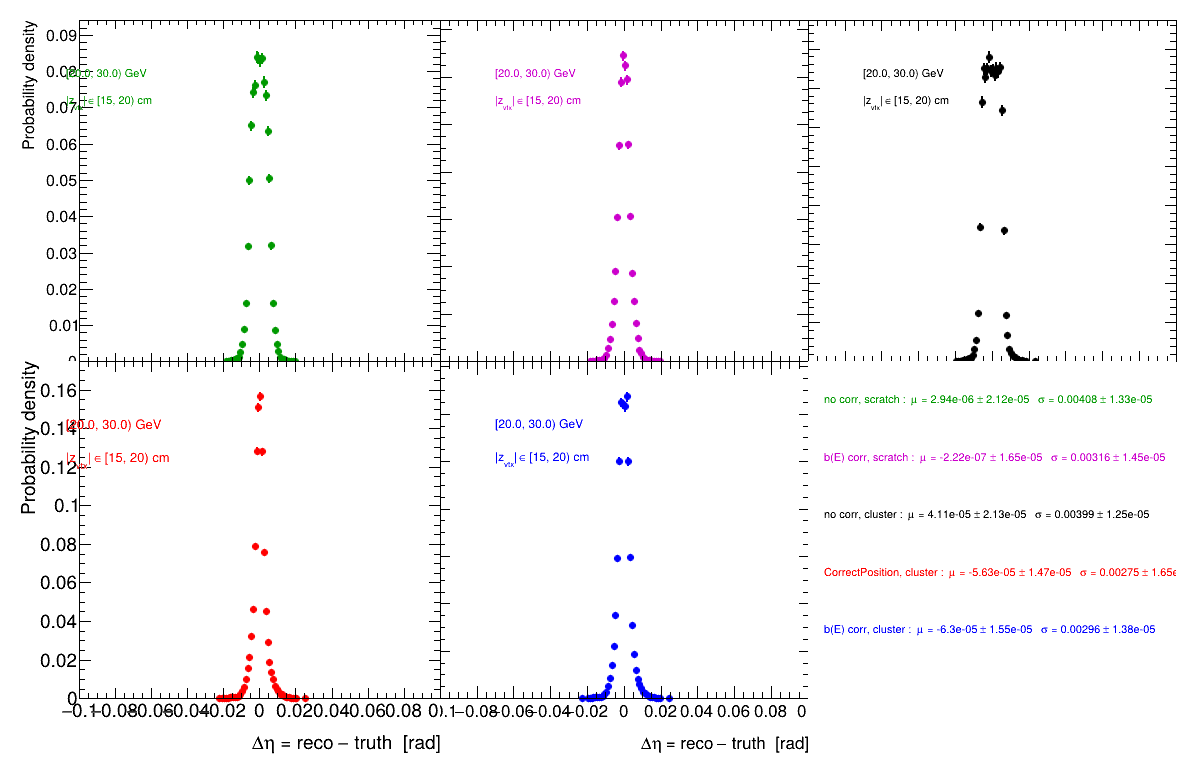 Probability density
0.09
0.08
0.07
0.06
0.05
0.04
0.03
0.02
0.01
0
[20.0, 30.0) GeV
|z_vtx| ∈ [15, 20) cm
[20.0, 30.0) GeV
|z_vtx| ∈ [15, 20) cm
[20.0, 30.0) GeV
|z_vtx| ∈ [15, 20) cm
Probability density
0.16
0.14
0.12
0.1
0.08
0.06
0.04
0.02
0
[20.0, 30.0) GeV
|z_vtx| ∈ [15, 20) cm
[20.0, 30.0) GeV
|z_vtx| ∈ [15, 20) cm
−0.1 −0.08 −0.06 −0.04 −0.02 0 0.02 0.04 0.06 0.08 0.1
−0.08 −0.06 −0.04 −0.02 0 0.02 0.04 0.06 0.08 0
Δη = reco − truth [rad]
Δη = reco − truth [rad]
no corr, scratch : μ = 2.94e-06 ± 2.12e-05 σ = 0.00408 ± 1.33e-05
b(E) corr, scratch : μ = -2.22e-07 ± 1.65e-05 σ = 0.00316 ± 1.45e-05
no corr, cluster : μ = 4.11e-05 ± 2.13e-05 σ = 0.00399 ± 1.25e-05
CorrectPosition, cluster : μ = -5.63e-05 ± 1.47e-05 σ = 0.00275 ± 1.65e
b(E) corr, cluster : μ = -6.3e-05 ± 1.55e-05 σ = 0.00296 ± 1.38e-05